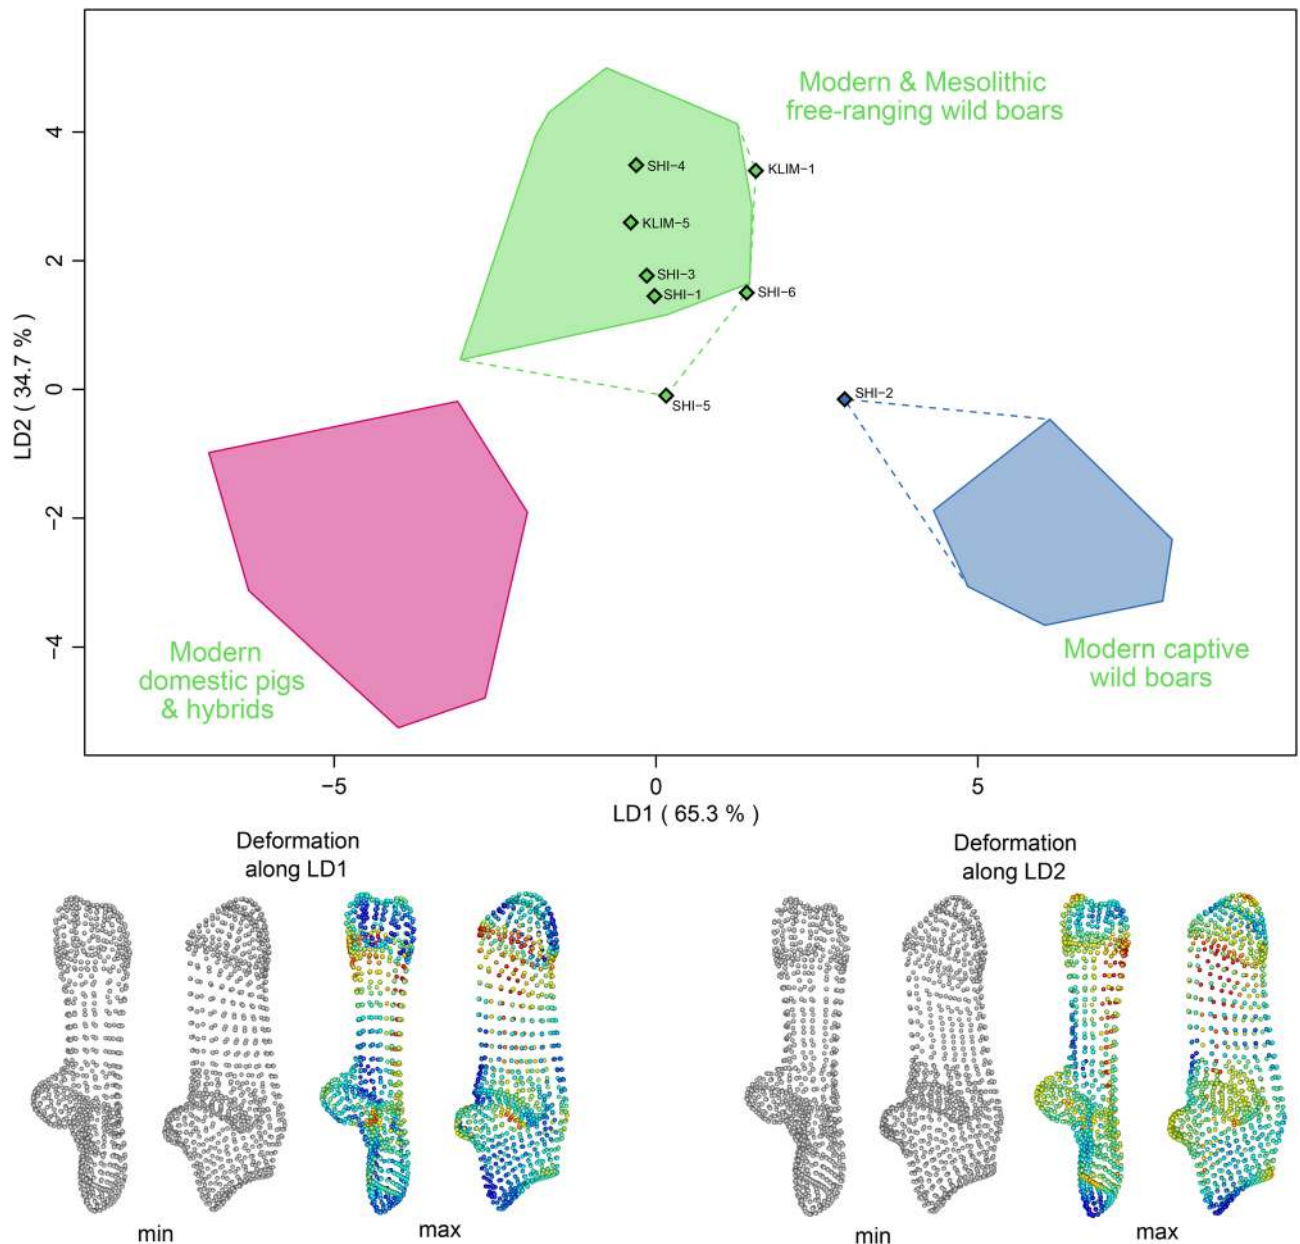 Modern & Mesolithic
free-ranging wild boars
4
SHI−4
KLIM−1
KLIM−5
2
SHI−3
SHI−1
SHI−6
0
SHI−5
SHI−2
LD2 ( 34.7 % )
−2
−4
Modern
domestic pigs
& hybrids
Modern captive
wild boars
−5
0
5
LD1 ( 65.3 % )
Deformation
along LD1
Deformation
along LD2
min
max
min
max